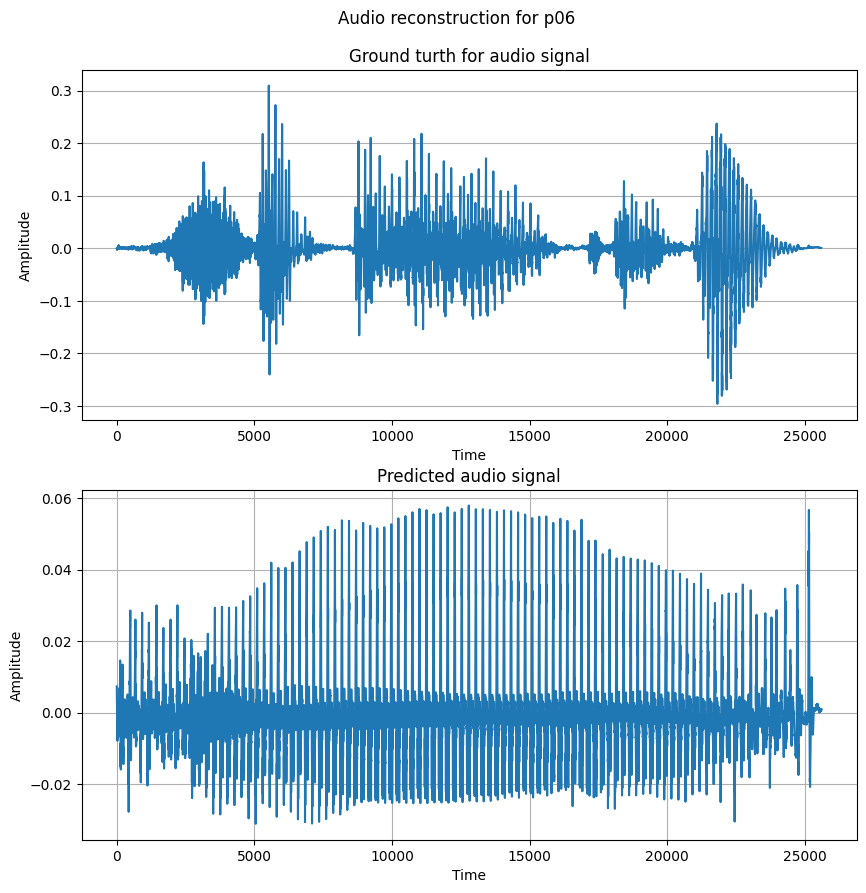 Audio reconstruction for p06
Ground turth for audio signal
0.3
0.2
0.1
0.0
−0.1
−0.2
−0.3
Amplitude
0 5000 10000 15000 20000 25000
Time
Predicted audio signal
0.06
0.04
0.02
0.00
−0.02
Amplitude
0 5000 10000 15000 20000 25000
Time